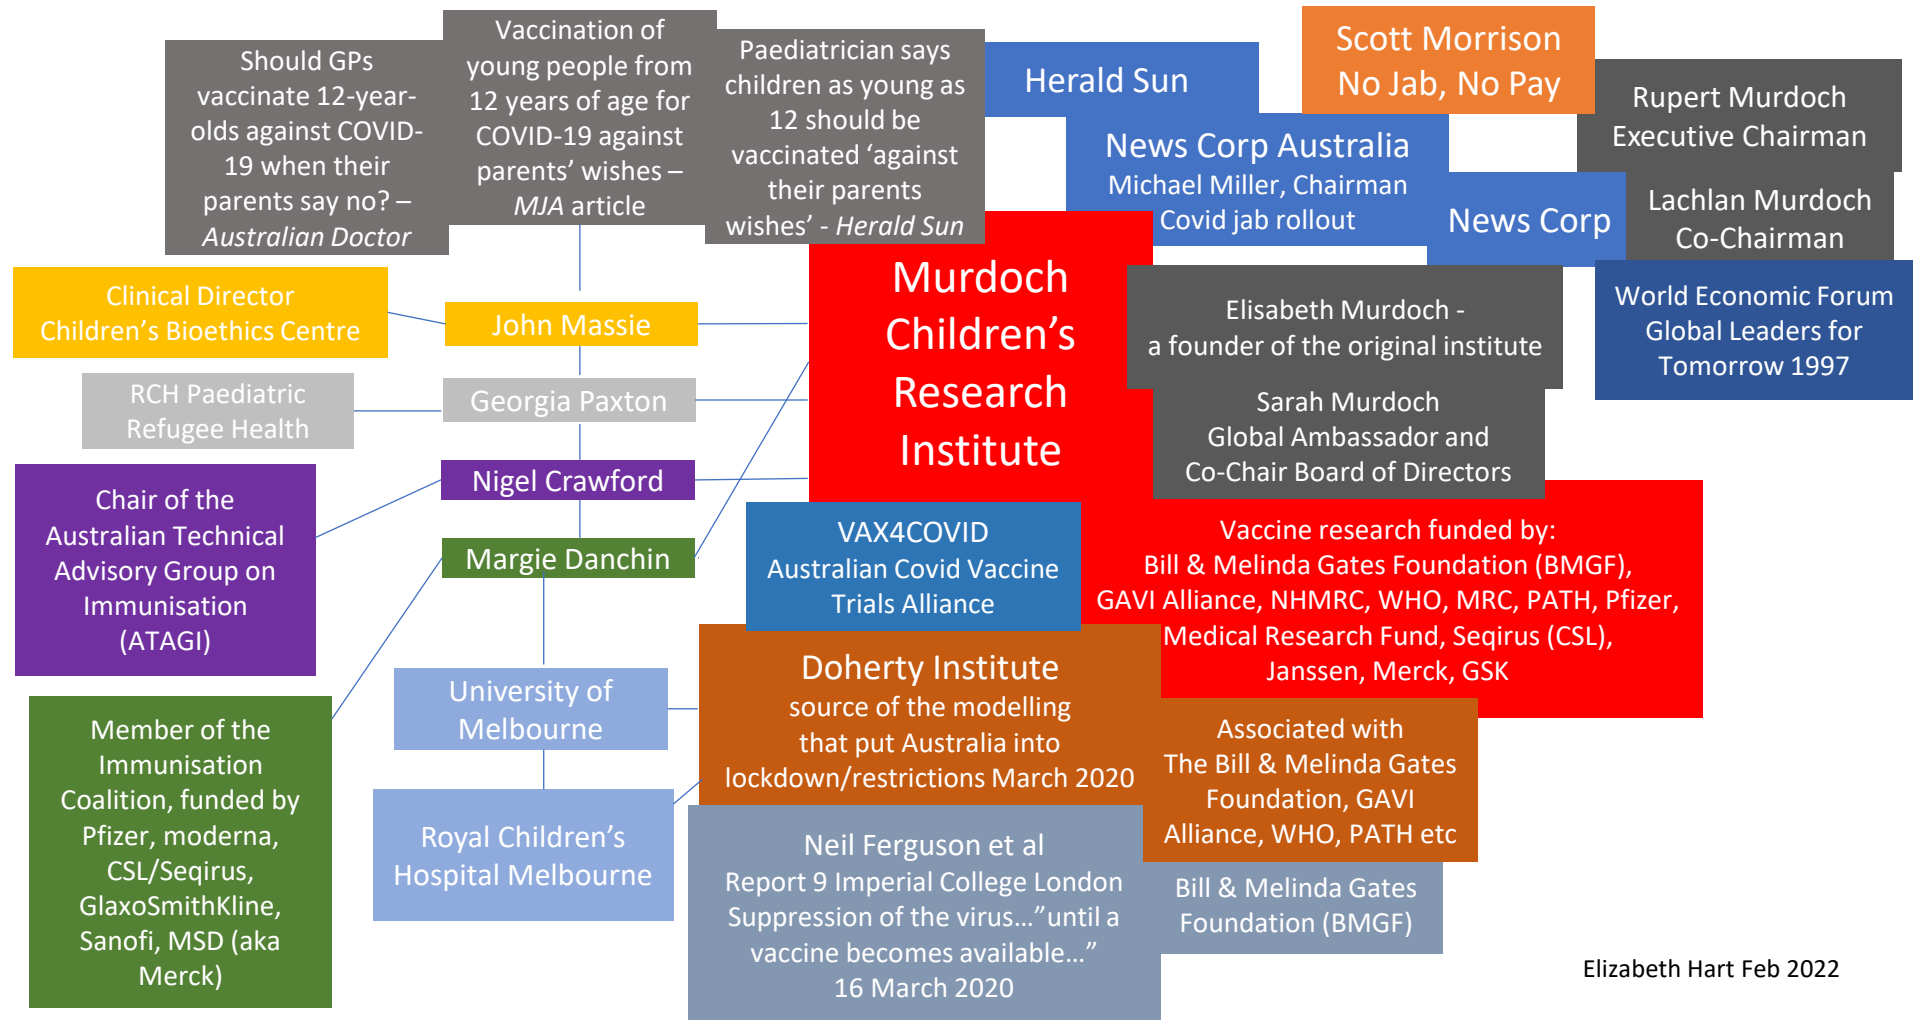 Should GPs
vaccinate 12-year-
olds against COVID-
19 when their
parents say no? –
Australian Doctor
Vaccination of
young people from
12 years of age for
COVID-19 against
parents’ wishes –
MJA article
Paediatrician says
children as young as
12 should be
vaccinated ‘against
their parents
wishes’ - Herald Sun
Herald Sun
Scott Morrison
No Jab, No Pay
Rupert Murdoch
Executive Chairman
News Corp Australia
Michael Miller, Chairman
Covid jab rollout
News Corp
Lachlan Murdoch
Co-Chairman
World Economic Forum
Global Leaders for
Tomorrow 1997
Clinical Director
Children’s Bioethics Centre
John Massie
Murdoch
Children’s
Research
Institute
Elisabeth Murdoch -
a founder of the original institute
RCH Paediatric
Refugee Health
Georgia Paxton
Sarah Murdoch
Global Ambassador and
Co-Chair Board of Directors
Chair of the
Australian Technical
Advisory Group on
Immunisation
(ATAGI)
Nigel Crawford
Margie Danchin
VAX4COVID
Australian Covid Vaccine
Trials Alliance
Vaccine research funded by:
Bill & Melinda Gates Foundation (BMGF),
GAVI Alliance, NHMRC, WHO, MRC, PATH, Pfizer,
Medical Research Fund, Seqirus (CSL),
Janssen, Merck, GSK
Member of the
Immunisation
Coalition, funded by
Pfizer, moderna,
CSL/Seqirus,
GlaxoSmithKline,
Sanofi, MSD (aka
Merck)
University of
Melbourne
Doherty Institute
source of the modelling
that put Australia into
lockdown/restrictions March 2020
Associated with
The Bill & Melinda Gates
Foundation, GAVI
Alliance, WHO, PATH etc
Royal Children’s
Hospital Melbourne
Neil Ferguson et al
Report 9 Imperial College London
Suppression of the virus…”until a
vaccine becomes available…”
16 March 2020
Bill & Melinda Gates
Foundation (BMGF)
Elizabeth Hart Feb 2022